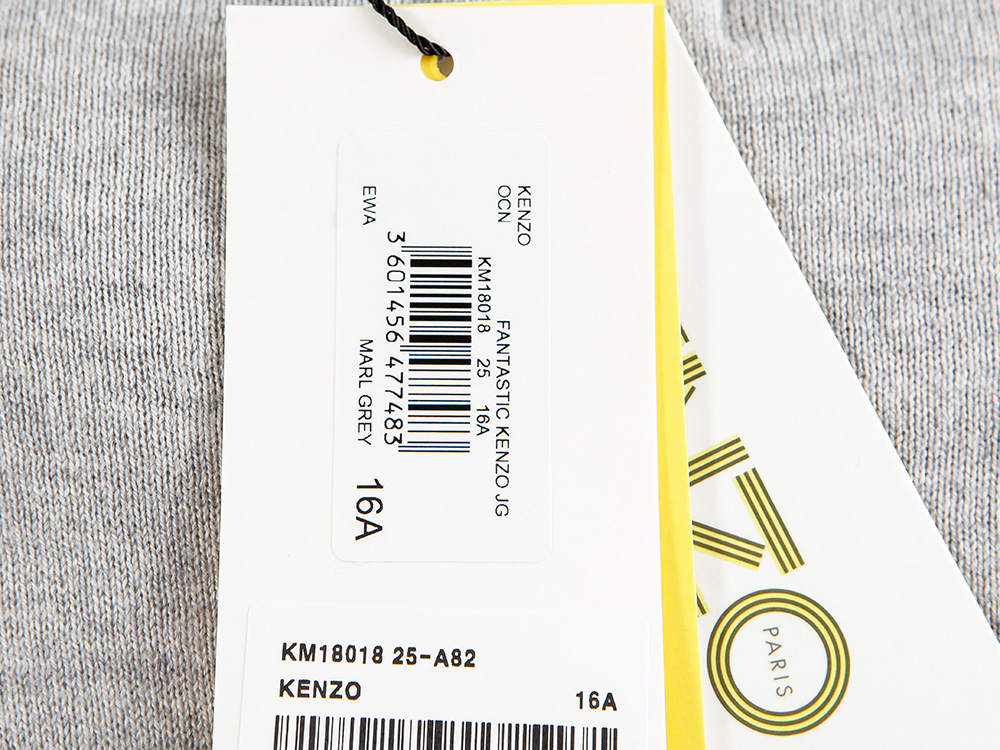 KENZO
OCN FANTASTIC KENZO JG
KM18018 25 16A
3 601456 477483
EWA MARL GREY 16A
KM18018 25-A82
KENZO 16A
PARIS